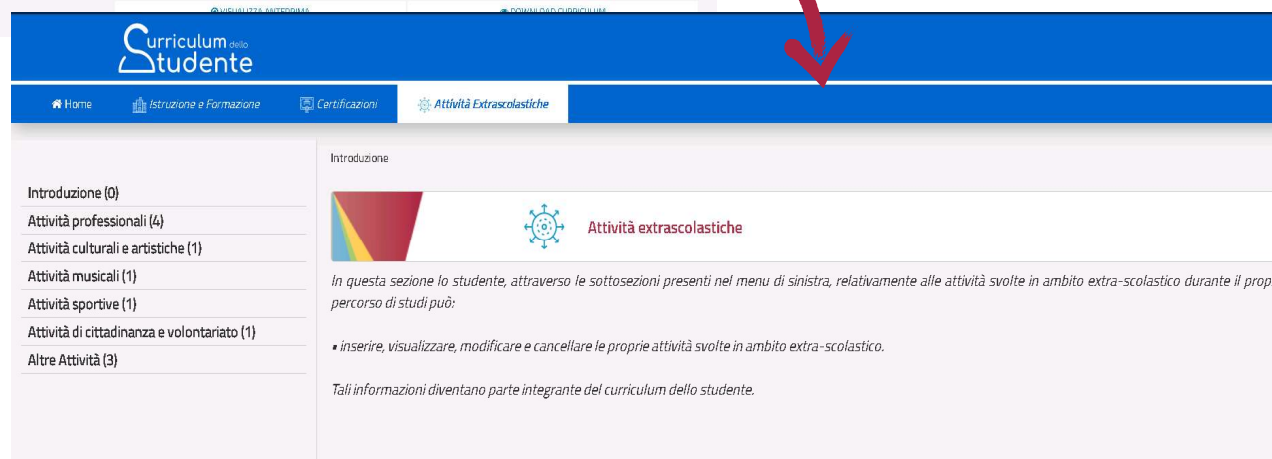 VISUALIZZA ANTEPRIMA
DOWNLOAD CURRICULUM
Curriculum dello
Studente
Home
Istruzione e Formazione
Certificazioni
Attività Extrascolastiche
Introduzione
Introduzione (0)
Attività professionali (4)
Attività culturali e artistiche (1)
Attività musicali (1)
Attività sportive (1)
Attività di cittadinanza e volontariato (1)
Altre Attività (3)
Attività extrascolastiche
In questa sezione lo studente, attraverso le sottosezioni presenti nel menu di sinistra, relativamente alle attività svolte in ambito extra-scolastico durante il prop
percorso di studi può:
• inserire, visualizzare, modificare e cancellare le proprie attività svolte in ambito extra-scolastico.
Tali informazioni diventano parte integrante del curriculum dello studente.